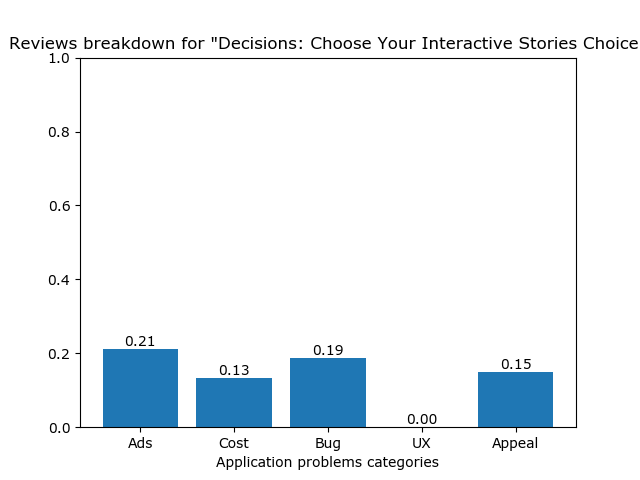 Reviews breakdown for "Decisions: Choose Your Interactive Stories Choice
1.0
0.8
0.6
0.4
0.2
0.0
0.21
0.13
0.19
0.00
0.15
Ads
Cost
Bug
UX
Appeal
Application problems categories